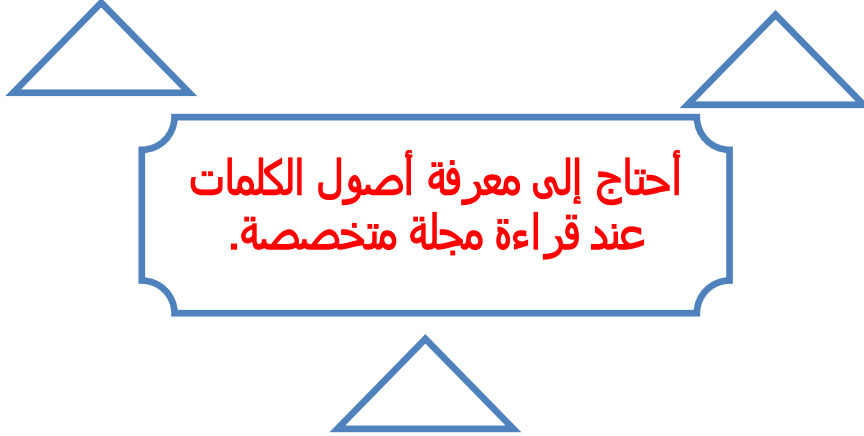 أحتاج إلى معرفة أصول الكلمات
عند قراءة مجلة متخصصة.